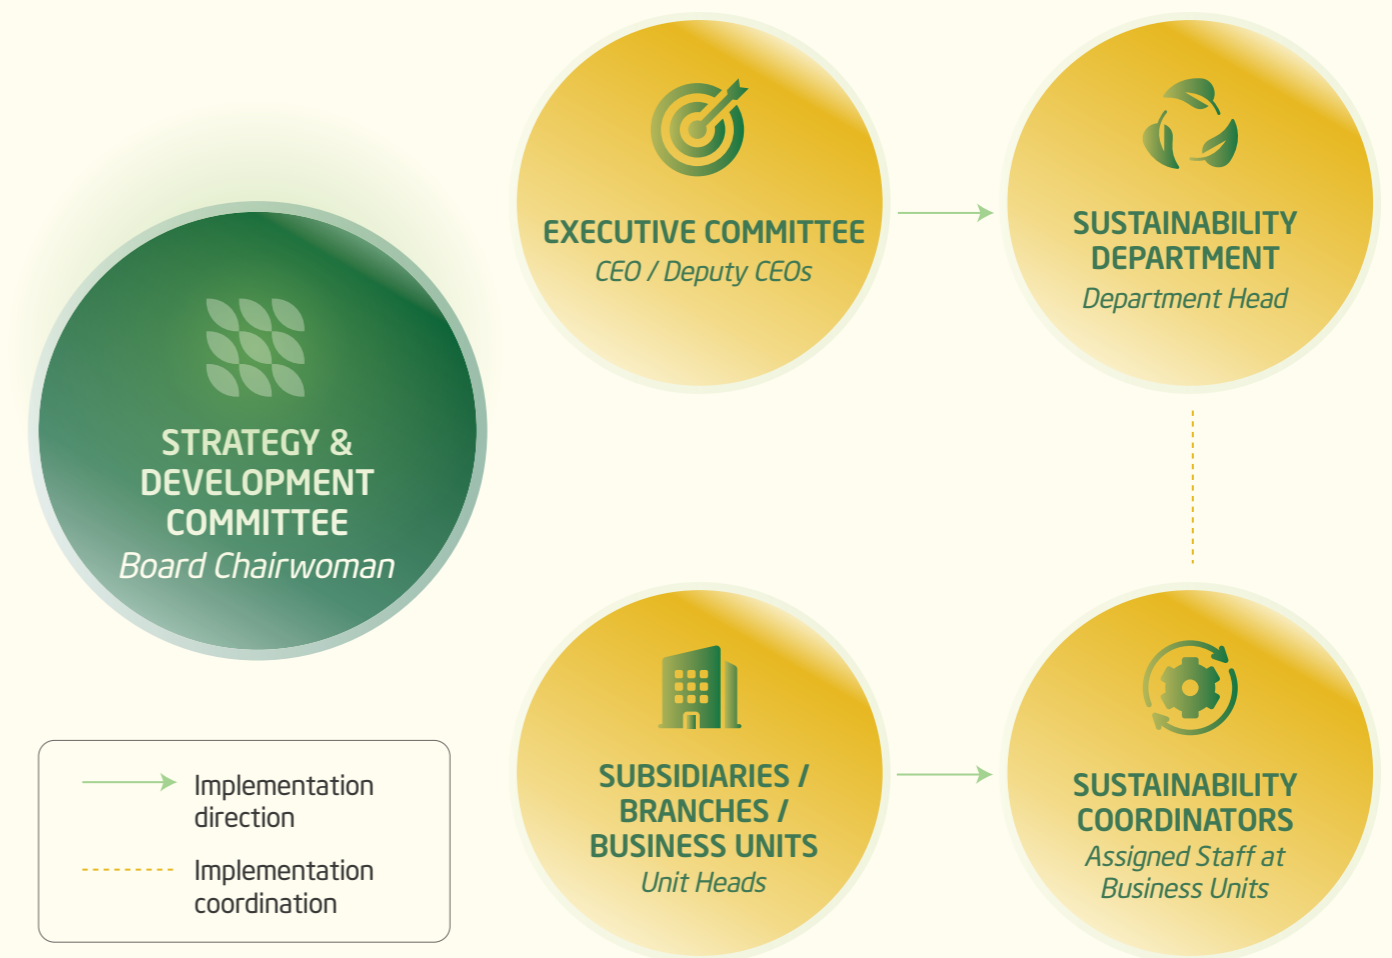 STRATEGY &
DEVELOPMENT
COMMITTEE
Board Chairwoman
EXECUTIVE COMMITTEE
CEO / Deputy CEOs
SUSTAINABILITY
DEPARTMENT
Department Head
SUBSIDIARIES /
BRANCHES /
BUSINESS UNITS
Unit Heads
SUSTAINABILITY
COORDINATORS
Assigned Staff at
Business Units
Implementation
direction
Implementation
coordination